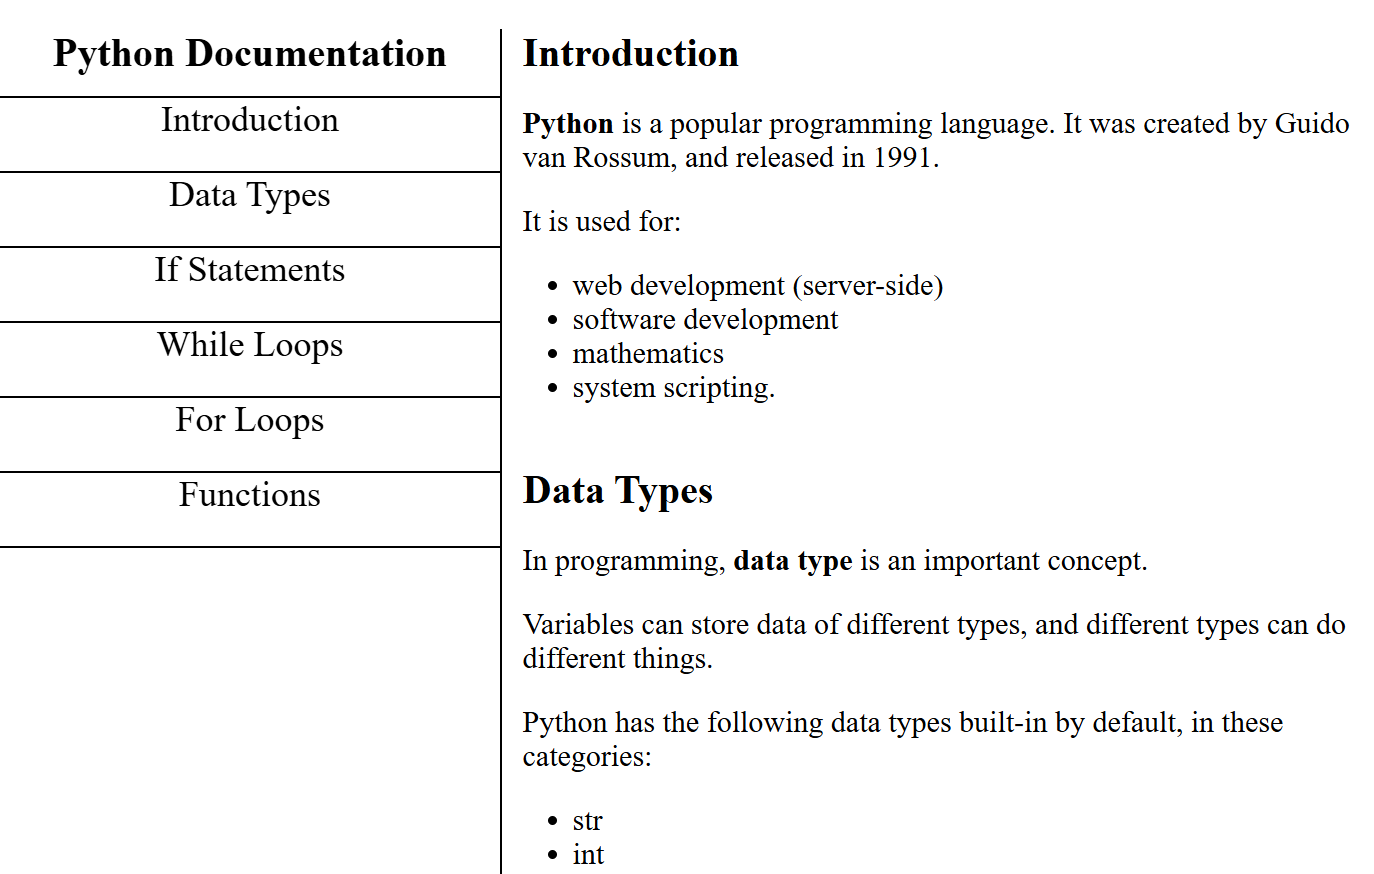 Python Documentation
Introduction
Data Types
If Statements
While Loops
For Loops
Functions
Introduction
Python is a popular programming language. It was created by Guido
van Rossum, and released in 1991.
It is used for:
• web development (server-side)
• software development
• mathematics
• system scripting.
Data Types
In programming, data type is an important concept.
Variables can store data of different types, and different types can do
different things.
Python has the following data types built-in by default, in these
categories:
• str
• int